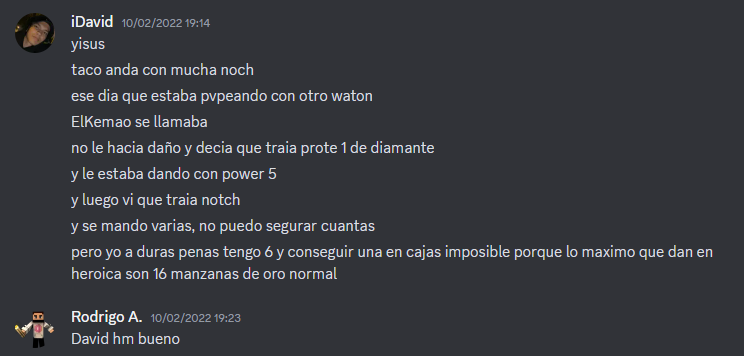 iDavid 10/02/2022 19:14
yisus
taco anda con mucha noch
ese dia que estaba pvpeando con otro waton
ElKemao se llamaba
no le hacia daño y decia que traia prote 1 de diamante
y le estaba dando con power 5
y luego vi que traia notch
y se mando varias, no puedo segurar cuantas
pero yo a duras penas tengo 6 y conseguir una en cajas imposible porque lo maximo que dan en
heroica son 16 manzanas de oro normal
Rodrigo A. 10/02/2022 19:23
David hm bueno